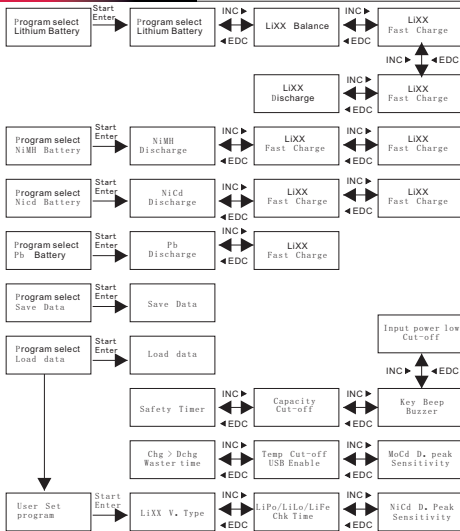 Program select
Lithium Battery
Start
Enter
Program select
Lithium Battery
INC ►
◄ EDC
LiXX Balance
INC ►
◄ EDC
LiXX
Fast Charge
INC ►
◄ EDC
LiXX
Discharge
INC ►
◄ EDC
LiXX
Fast Charge
Program select
NiMH Battery
Start
Enter
NiMH
Discharge
INC ►
◄ EDC
LiXX
Fast Charge
INC ►
◄ EDC
LiXX
Fast Charge
Program select
Nicd Battery
Start
Enter
NiCd
Discharge
INC ►
◄ EDC
LiXX
Fast Charge
INC ►
◄ EDC
LiXX
Fast Charge
Program select
Pb Battery
Start
Enter
Pb
Discharge
INC ►
◄ EDC
LiXX
Fast Charge
Program select
Save Data
Start
Enter
Save Data
Program select
Load data
Start
Enter
Load data
Input power low
Cut-off
INC ►
◄ EDC
Safety Timer
INC ►
◄ EDC
Capacity
Cut-off
INC ►
◄ EDC
Key Beep
Buzzer
Chg > Dchg
Waster time
INC ►
◄ EDC
Temp Cut-off
USB Enable
INC ►
◄ EDC
MoCd D. peak
Sensitivity
User Set
program
Start
Enter
LiXX V. Type
INC ►
◄ EDC
LiPo/LiLo/LiFe
Chk Time
INC ►
◄ EDC
NiCd D. Peak
Sensitivity